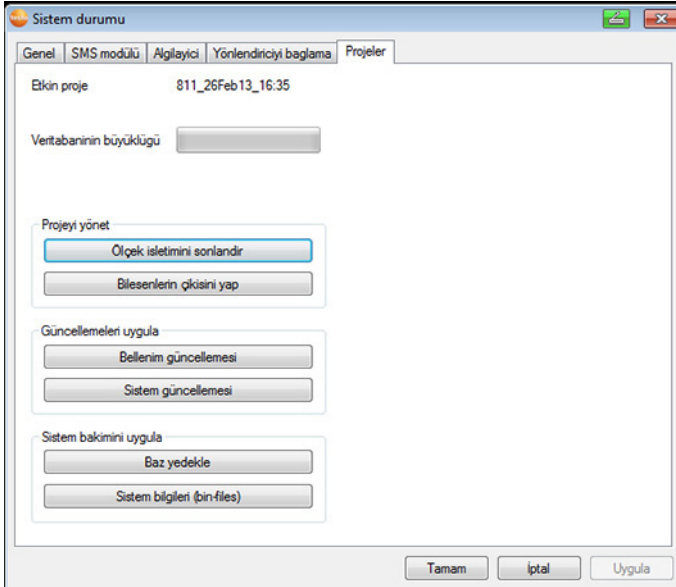 Sistem durumu
Genel SMS modülü Algilayici Yönlendiriciyi baglama Projeler
Etkin proje 811_26Feb13_16:35
Veritabaninin büyüklügü
Projeyi yönet
Ölçek isletimini sonlandir
Bilesenlerin çikisini yap
Güncellemeleri uygula
Bellenim güncellemesi
Sistem güncellemesi
Sistem bakimini uygula
Baz yedekle
Sistem bilgileri (bin-files)
Tamam İptal Uygula